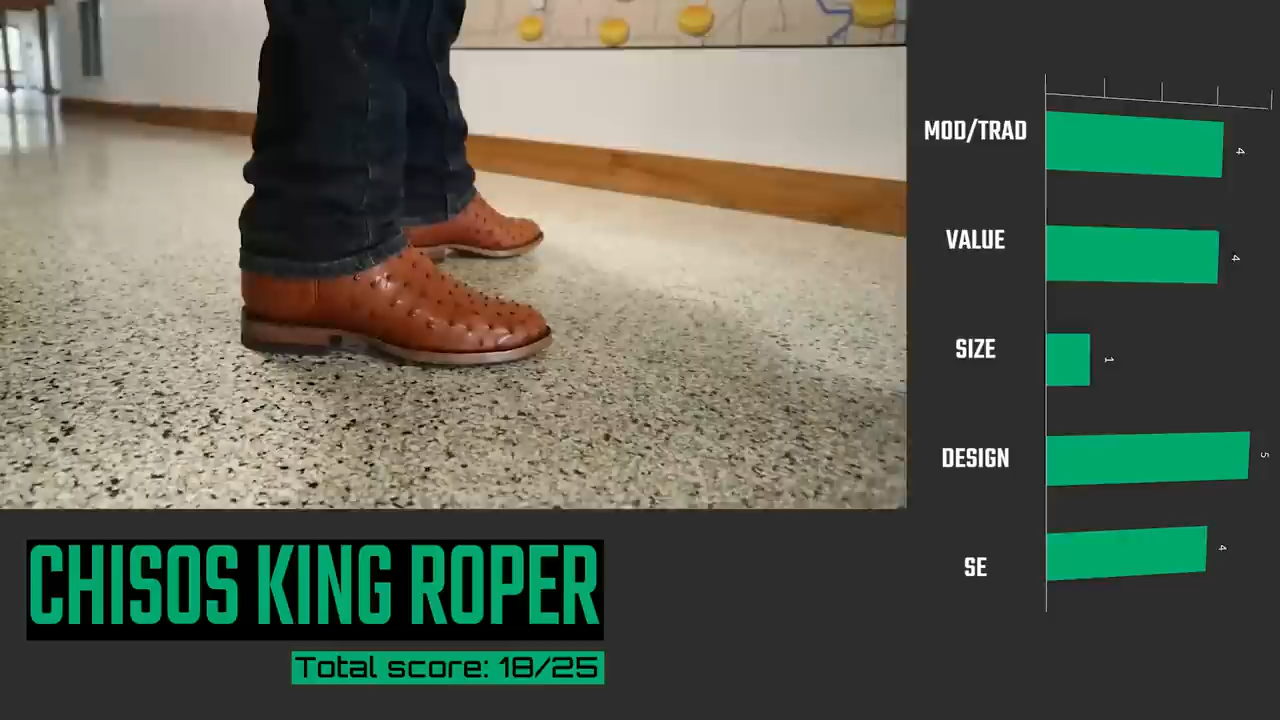 MOD/TRAD
4
VALUE
4
SIZE
1
DESIGN
5
SE
4
CHISOS KING ROPER
Total score: 18/25